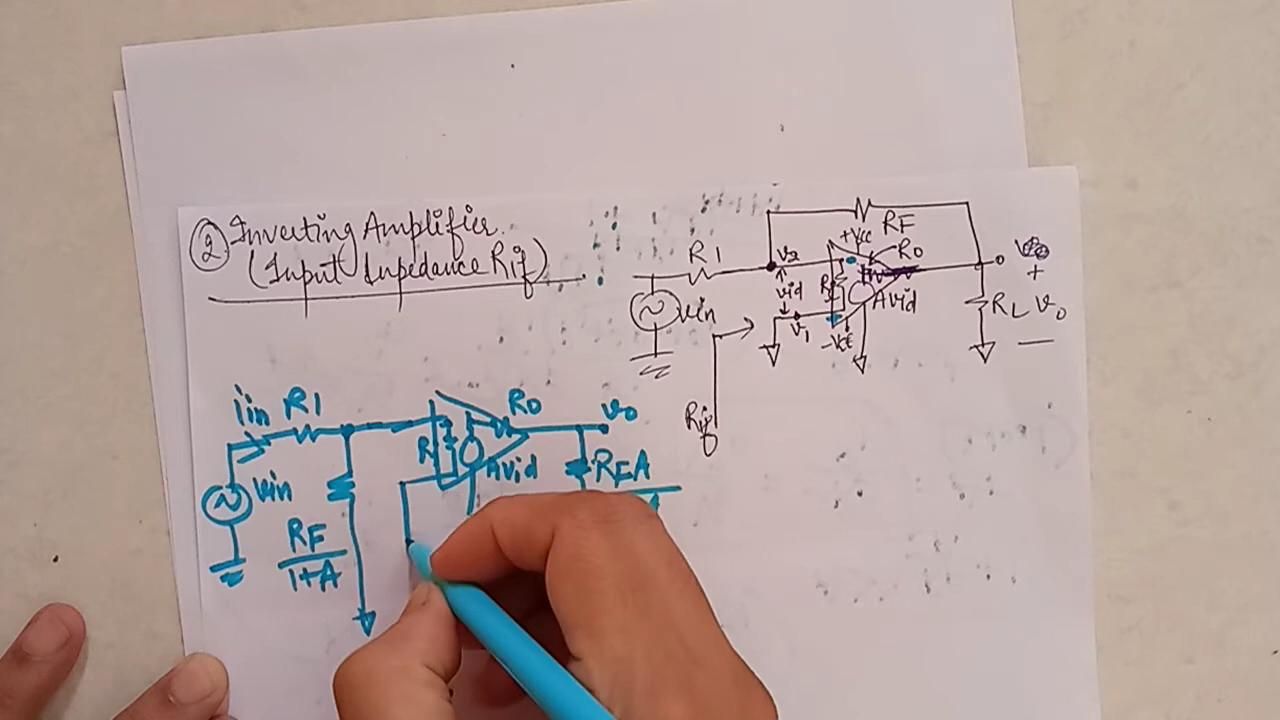 ② Inverting Amplifier.
(Input Impedance Rif)
R1
RF
+Vcc
Ro
v2
vid
Ri
Avid
vin
v1
-VEE
+
RL vo
—
Rif
iin R1
Ro
vo
vin
R
Avid
RFA
RF
1+A